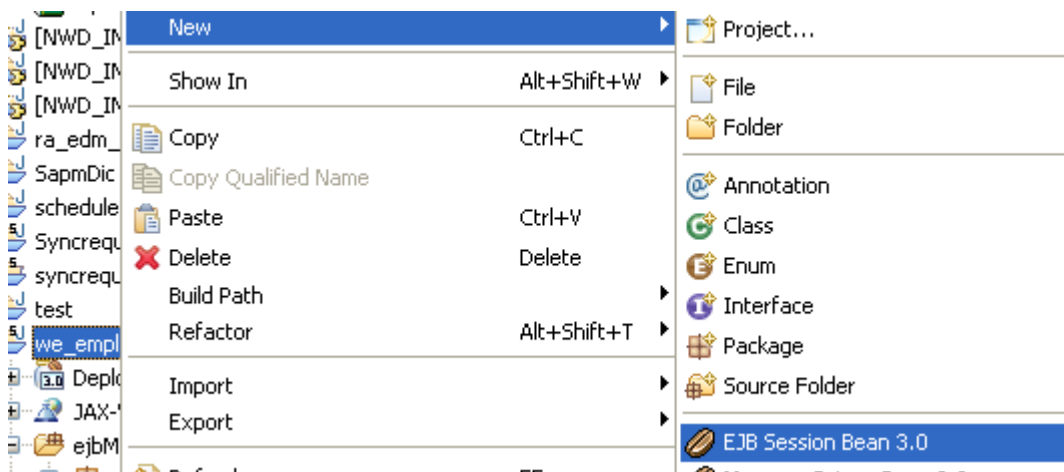 [NWD_IN
[NWD_IN
[NWD_IN
ra_edm_
SapmDic
schedule
Syncrequ
syncrequ
test
we_empl
3.0 Deplo
JAX-
ejbM
New
Show In Alt+Shift+W
Copy Ctrl+C
Copy Qualified Name
Paste Ctrl+V
Delete Delete
Build Path
Refactor Alt+Shift+T
Import
Export
Project...
File
Folder
Annotation
Class
Enum
Interface
Package
Source Folder
EJB Session Bean 3.0